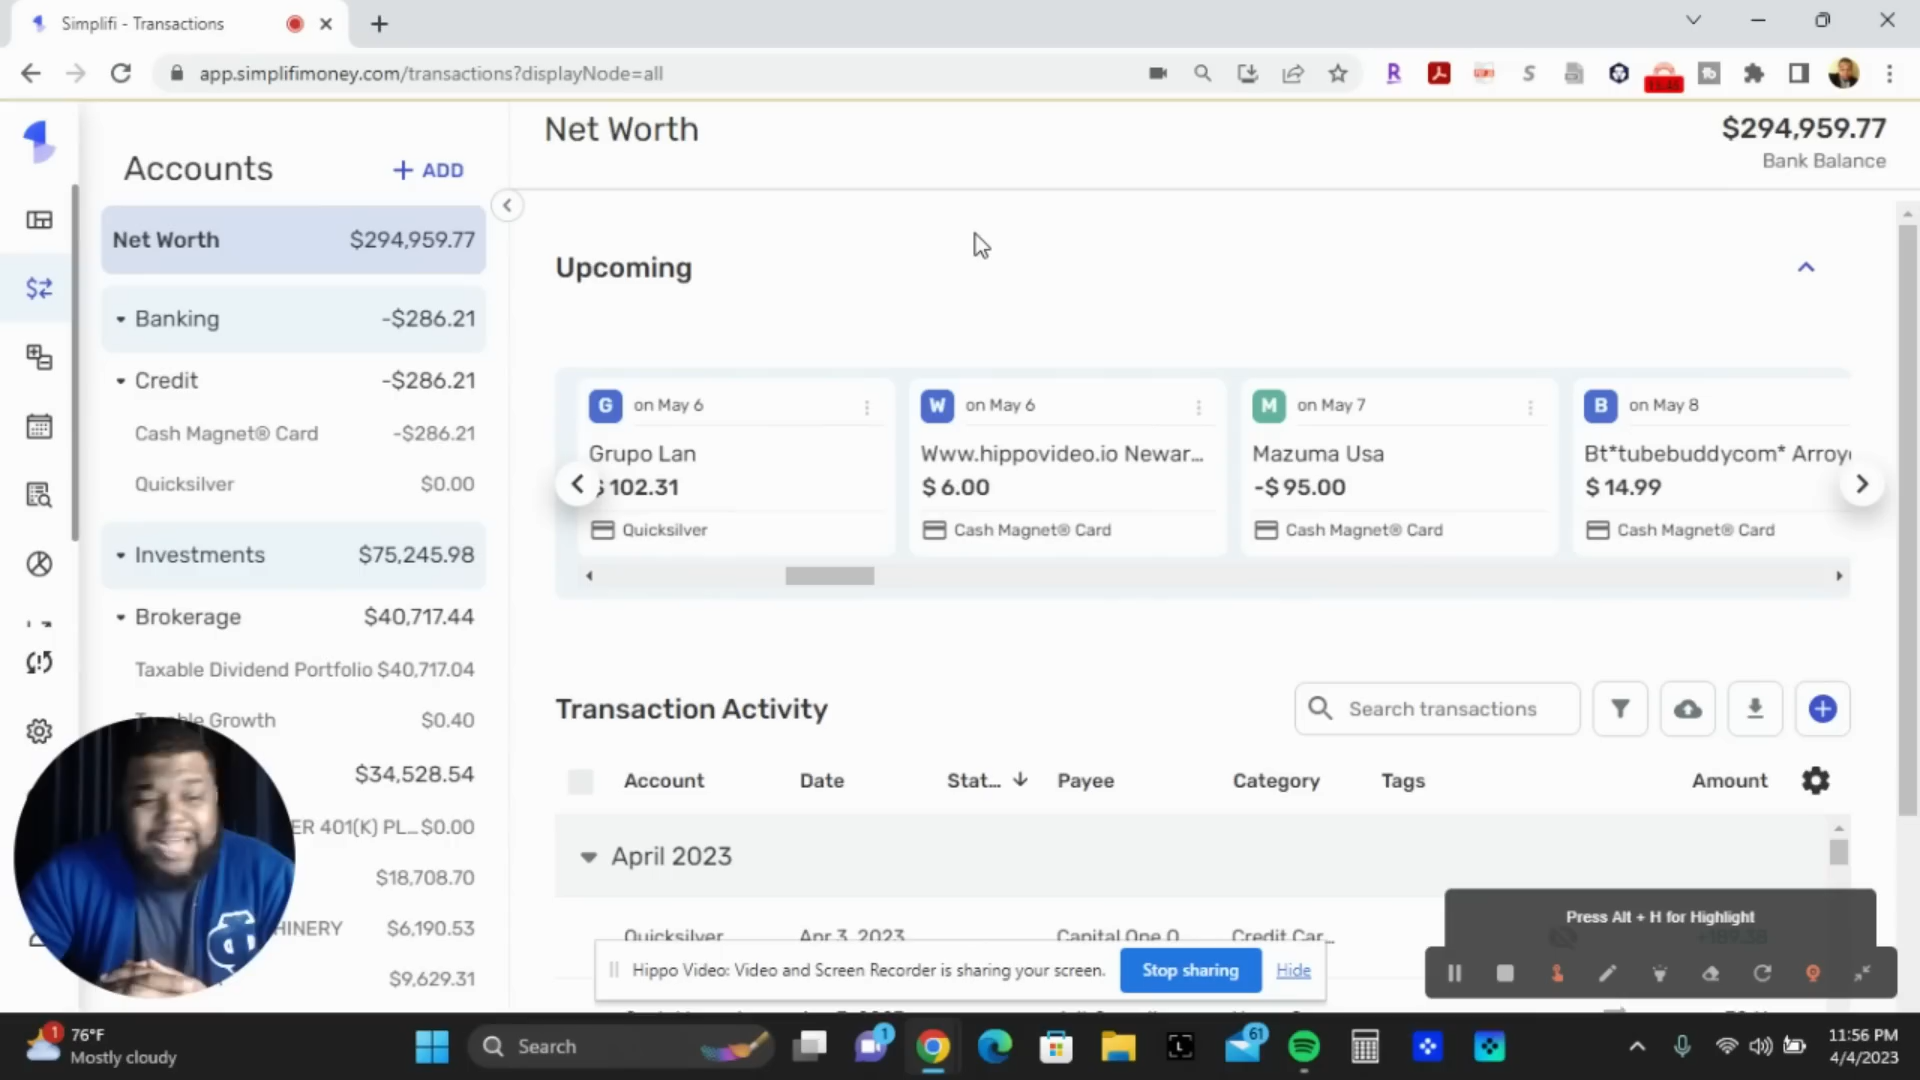 Simplifi - Transactions
app.simplifimoney.com/transactions?displayNode=all
Accounts
+ ADD
Net Worth $294,959.77
Banking -$286.21
Credit -$286.21
Cash Magnet® Card -$286.21
Quicksilver $0.00
Investments $75,245.98
Brokerage $40,717.44
Taxable Dividend Portfolio $40,717.04
Growth $0.40
$34,528.54
ER 401(K) PL... $0.00
$18,708.70
HINERY $6,190.53
$9,629.31
Net Worth
$294,959.77
Bank Balance
Upcoming
G on May 6
Grupo Lan
$ 102.31
Quicksilver
W on May 6
Www.hippovideo.io Newar...
$ 6.00
Cash Magnet® Card
M on May 7
Mazuma Usa
-$ 95.00
Cash Magnet® Card
B on May 8
Bt*tubebuddycom* Arroy
$ 14.99
Cash Magnet® Card
Transaction Activity
Search transactions
Account Date Stat... Payee Category Tags Amount
April 2023
Quicksilver Apr 3, 2023 Capital One Credit Car...
Press Alt + H for Highlight
Hippo Video: Video and Screen Recorder is sharing your screen.
Stop sharing
Hide
1
76°F
Mostly cloudy
Search
1
61
11:56 PM
4/4/2023